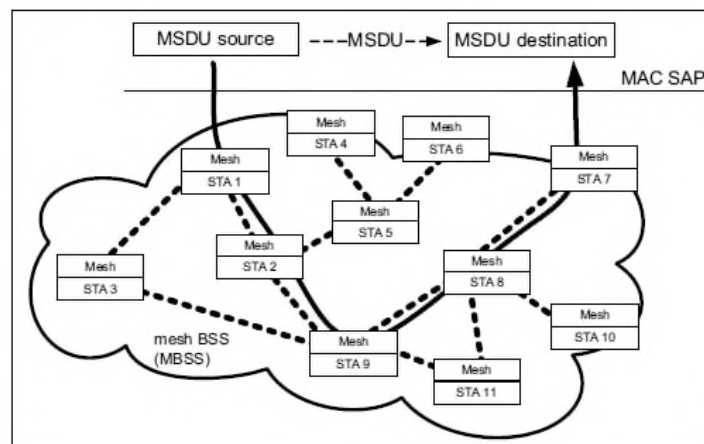 MSDU source
MSDU
MSDU destination
MAC SAP
Mesh
STA 4
Mesh
STA 6
Mesh
STA 1
Mesh
STA 7
Mesh
STA 5
Mesh
STA 2
Mesh
STA 8
Mesh
STA 3
Mesh
STA 10
mesh BSS
(MBSS)
Mesh
STA 9
Mesh
STA 11